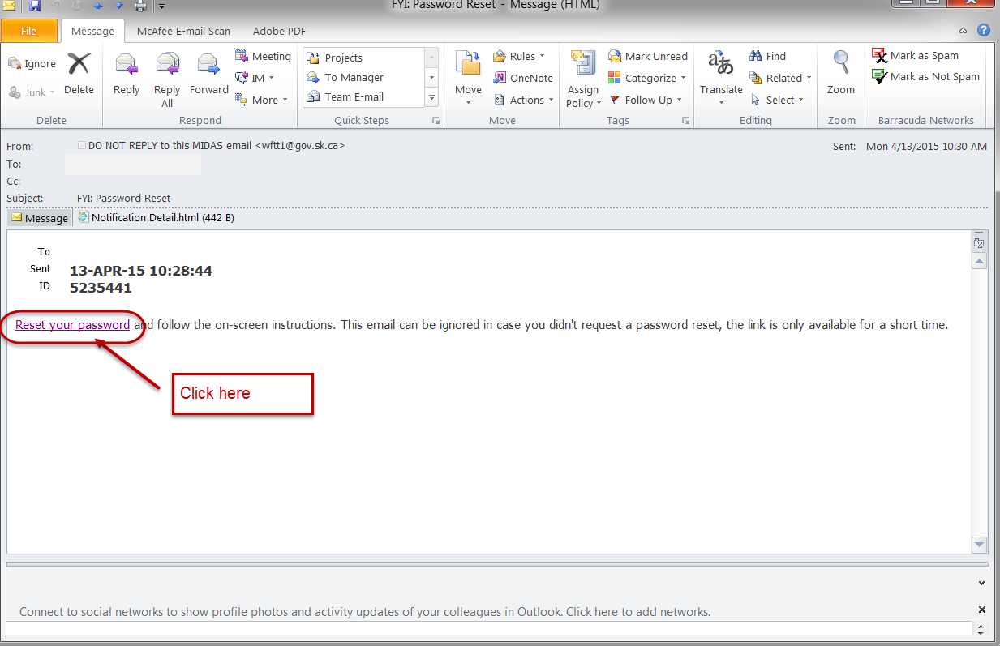 FYI: Password Reset - Message (HTML)
File Message McAfee E-mail Scan Adobe PDF
Ignore
Junk
Delete
Delete
Reply
Reply All
Forward
Meeting
IM
More
Respond
Projects
To Manager
Team E-mail
Quick Steps
Move
Rules
OneNote
Actions
Move
Assign Policy
Mark Unread
Categorize
Follow Up
Tags
Translate
Find
Related
Select
Editing
Zoom
Zoom
Mark as Spam
Mark as Not Spam
Barracuda Networks
From: DO NOT REPLY to this MIDAS email <wftt1@gov.sk.ca> Sent: Mon 4/13/2015 10:30 AM
To:
Cc:
Subject: FYI: Password Reset
Message Notification Detail.html (442 B)
To
Sent 13-APR-15 10:28:44
ID 5235441
Reset your password and follow the on-screen instructions. This email can be ignored in case you didn't request a password reset, the link is only available for a short time.
Click here
Connect to social networks to show profile photos and activity updates of your colleagues in Outlook. Click here to add networks.